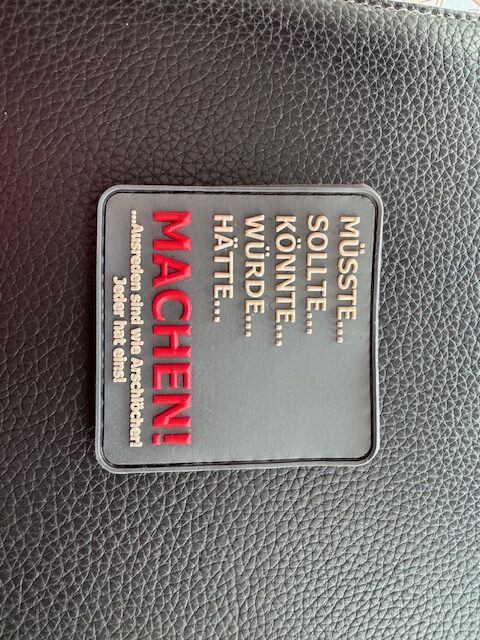 MÜSSTE...
SOLLTE...
KÖNNTE...
WÜRDE...
HÄTTE...
MACHEN!
...Ausreden sind wie Arschlöcher!
Jeder hat eins!